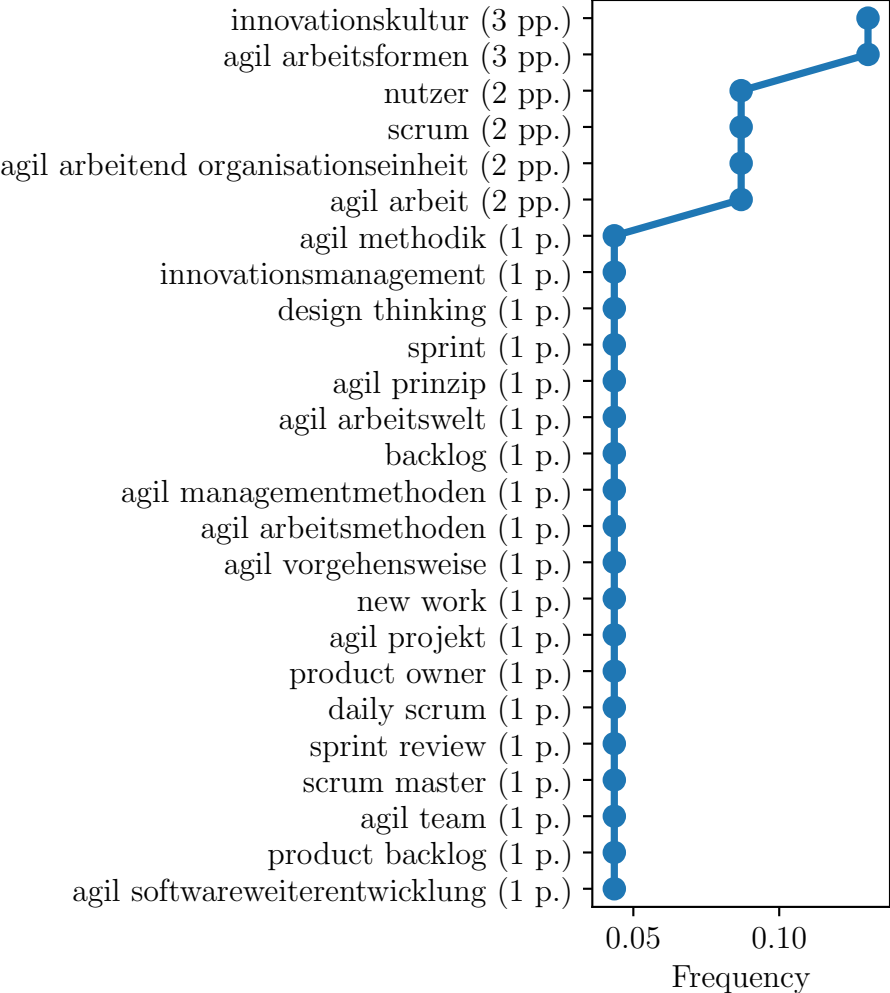 innovationskultur (3 pp.)
agil arbeitsformen (3 pp.)
nutzer (2 pp.)
scrum (2 pp.)
agil arbeitend organisationseinheit (2 pp.)
agil arbeit (2 pp.)
agil methodik (1 p.)
innovationsmanagement (1 p.)
design thinking (1 p.)
sprint (1 p.)
agil prinzip (1 p.)
agil arbeitswelt (1 p.)
backlog (1 p.)
agil managementmethoden (1 p.)
agil arbeitsmethoden (1 p.)
agil vorgehensweise (1 p.)
new work (1 p.)
agil projekt (1 p.)
product owner (1 p.)
daily scrum (1 p.)
sprint review (1 p.)
scrum master (1 p.)
agil team (1 p.)
product backlog (1 p.)
agil softwareweiterentwicklung (1 p.)
0.05 0.10
Frequency